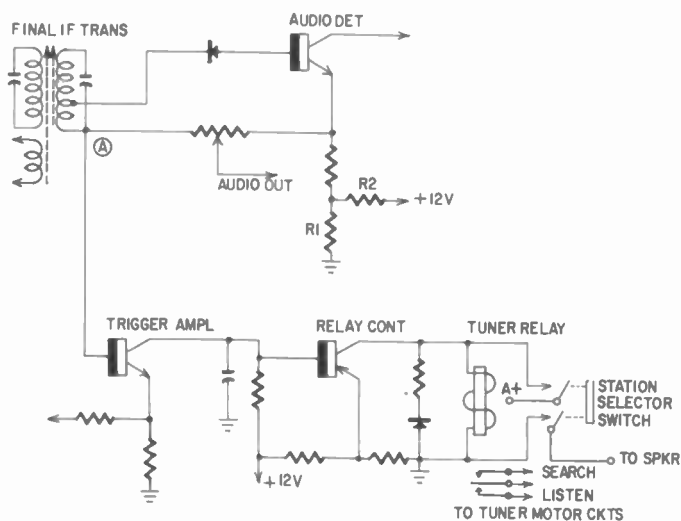 FINAL IF TRANS
AUDIO DET
A
AUDIO OUT
R2
+12V
R1
TRIGGER AMPL
RELAY CONT
TUNER RELAY
A+
STATION
SELECTOR
SWITCH
+12V
TO SPKR
SEARCH
LISTEN
TO TUNER MOTOR CKTS